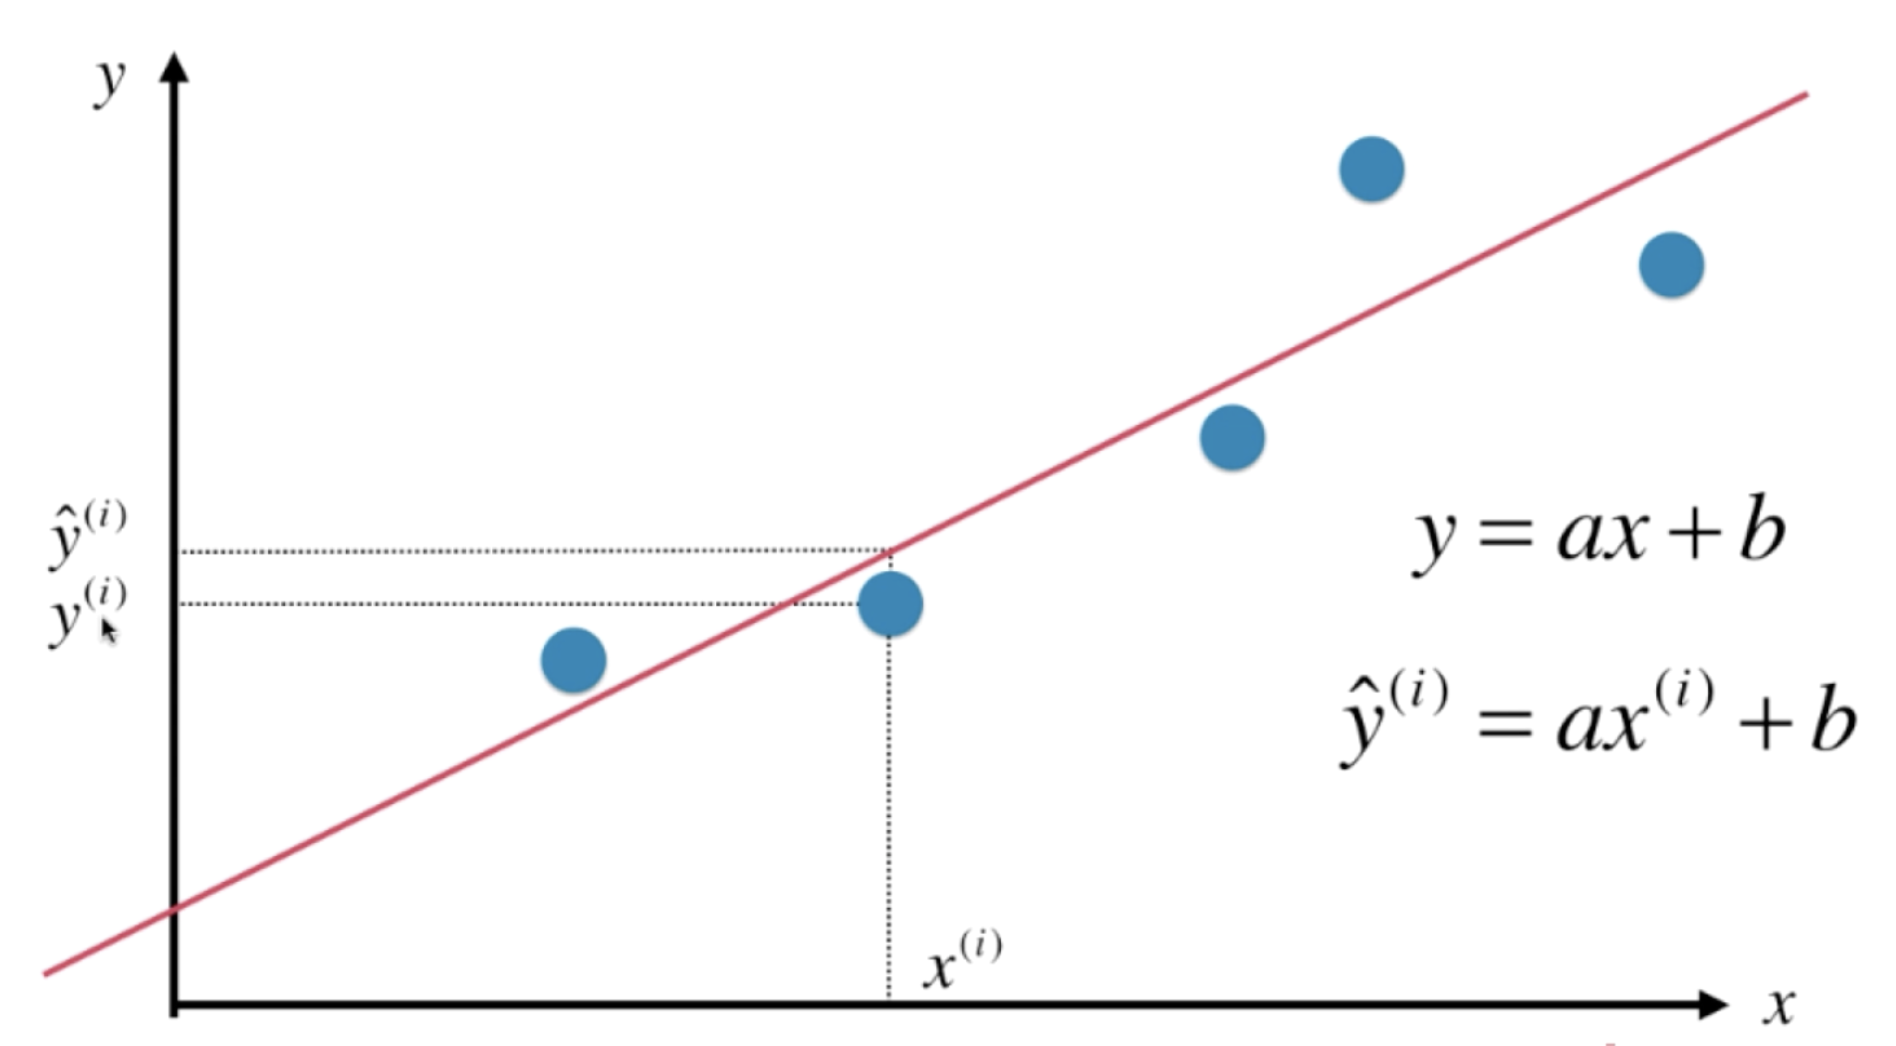 y
ŷ⁽ⁱ⁾
y⁽ⁱ⁾
y = ax + b
ŷ⁽ⁱ⁾ = ax⁽ⁱ⁾ + b
x⁽ⁱ⁾
x